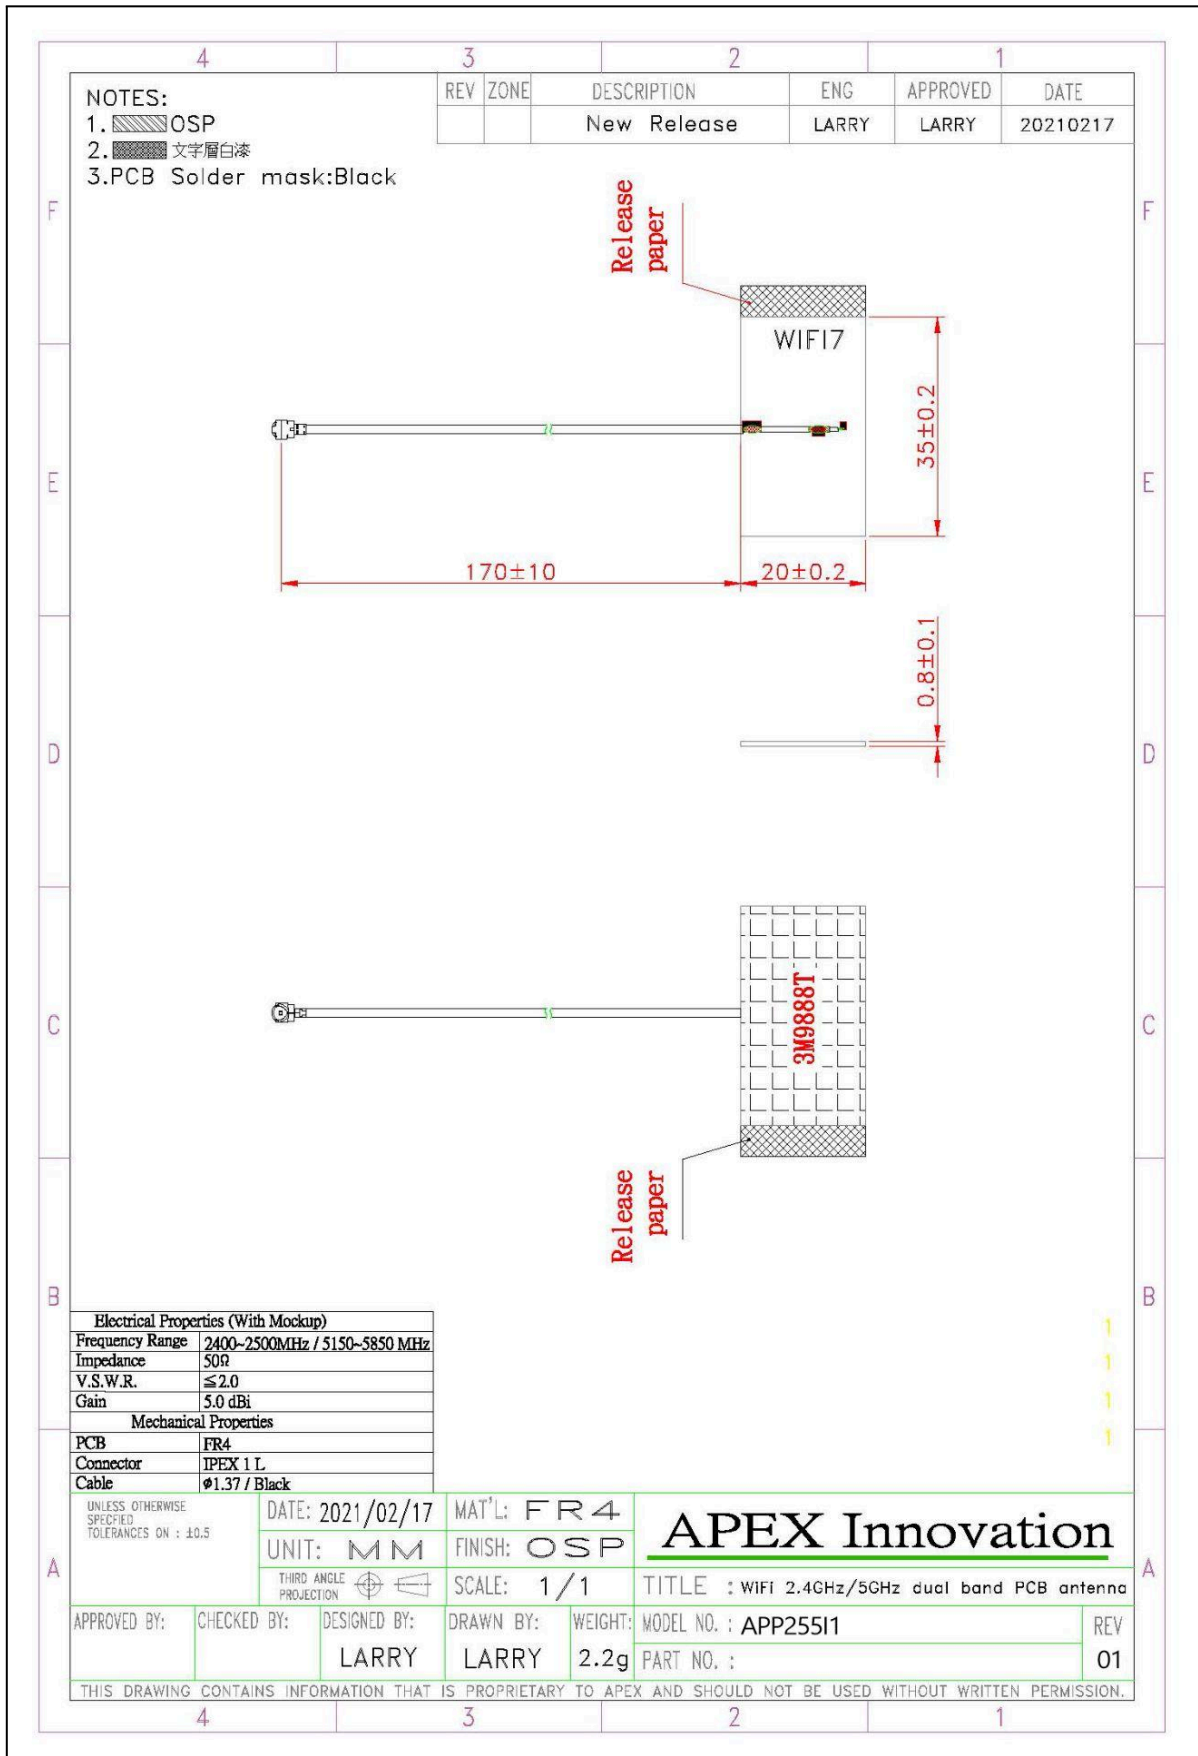 4 3 2 1
NOTES:
1. OSP
2. 文字層白漆
3.PCB Solder mask:Black
REV ZONE DESCRIPTION ENG APPROVED DATE
New Release LARRY LARRY 20210217
F F
Release
paper
WIFI7
35±0.2
E E
170±10 20±0.2
0.8±0.1
D D
3M9888T
C C
Release
paper
B B
1
1
1
1
Electrical Properties (With Mockup)
Frequency Range 2400~2500MHz / 5150~5850 MHz
Impedance 50Ω
V.S.W.R. ≦2.0
Gain 5.0 dBi
Mechanical Properties
PCB FR4
Connector IPEX 1 L
Cable φ1.37 / Black
UNLESS OTHERWISE
SPECFIED
TOLERANCES ON : ±0.5
DATE: 2021/02/17 MAT'L: FR4
UNIT: MM FINISH: OSP
APEX Innovation
A A
THIRD ANGLE
PROJECTION
SCALE: 1/1 TITLE : WiFi 2.4GHz/5GHz dual band PCB antenna
APPROVED BY: CHECKED BY: DESIGNED BY: DRAWN BY: WEIGHT: MODEL NO. : APP255I1 REV
LARRY LARRY 2.2g PART NO. : 01
THIS DRAWING CONTAINS INFORMATION THAT IS PROPRIETARY TO APEX AND SHOULD NOT BE USED WITHOUT WRITTEN PERMISSION.
4 3 2 1